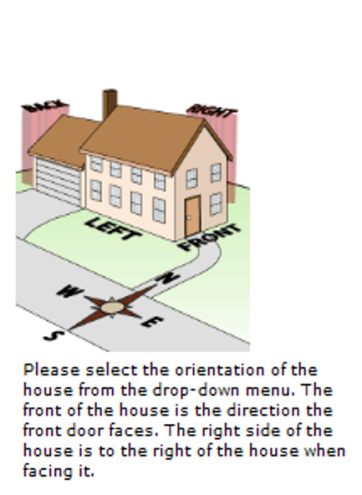 BACK
RIGHT
LEFT
FRONT
N
W
E
S
Please select the orientation of the
house from the drop-down menu. The
front of the house is the direction the
front door faces. The right side of the
house is to the right of the house when
facing it.